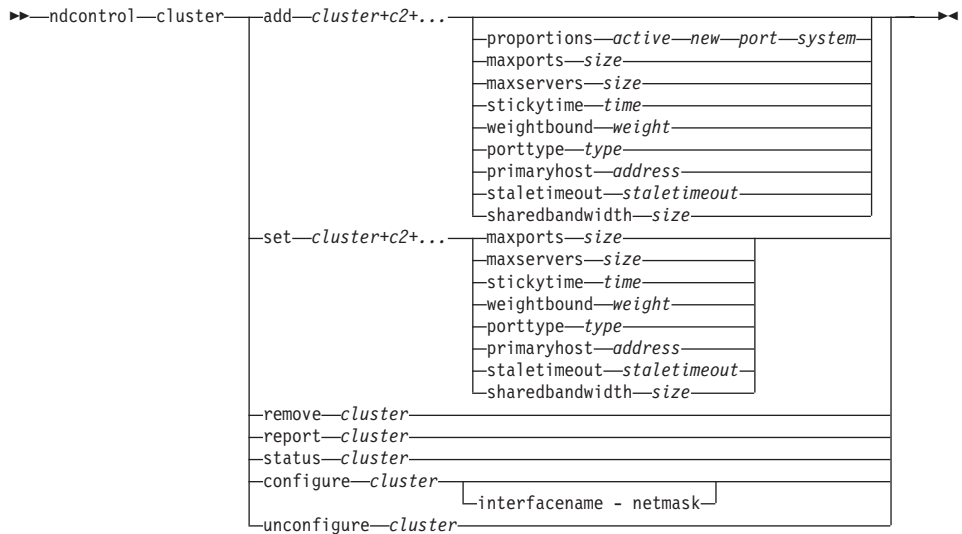 ndcontrol cluster add cluster+c2+...
proportions active new port system
maxports size
maxservers size
stickytime time
weightbound weight
porttype type
primaryhost address
staletimeout staletimeout
sharedbandwidth size
set cluster+c2+... maxports size
maxservers size
stickytime time
weightbound weight
porttype type
primaryhost address
staletimeout staletimeout
sharedbandwidth size
remove cluster
report cluster
status cluster
configure cluster
interfacename - netmask
unconfigure cluster